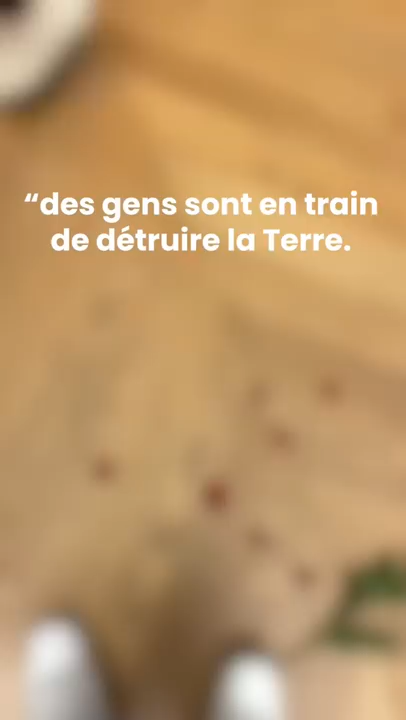 “des gens sont en train
de détruire la Terre.